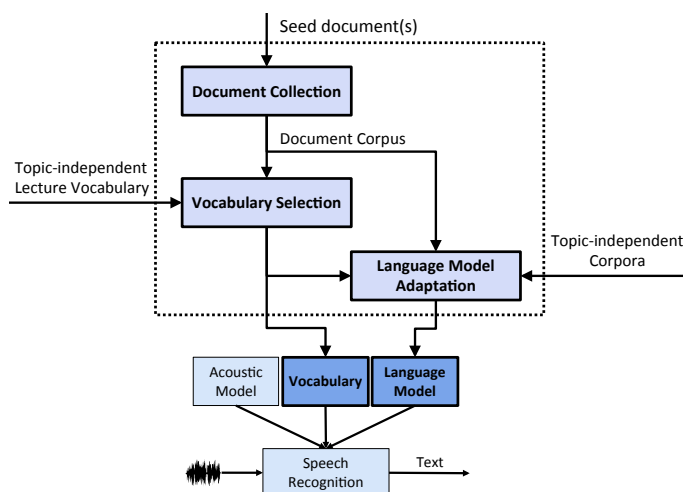 Seed document(s)
Document Collection
Document Corpus
Topic-independent
Lecture Vocabulary
Vocabulary Selection
Topic-independent
Corpora
Language Model
Adaptation
Acoustic
Model
Vocabulary
Language
Model
Speech
Recognition
Text